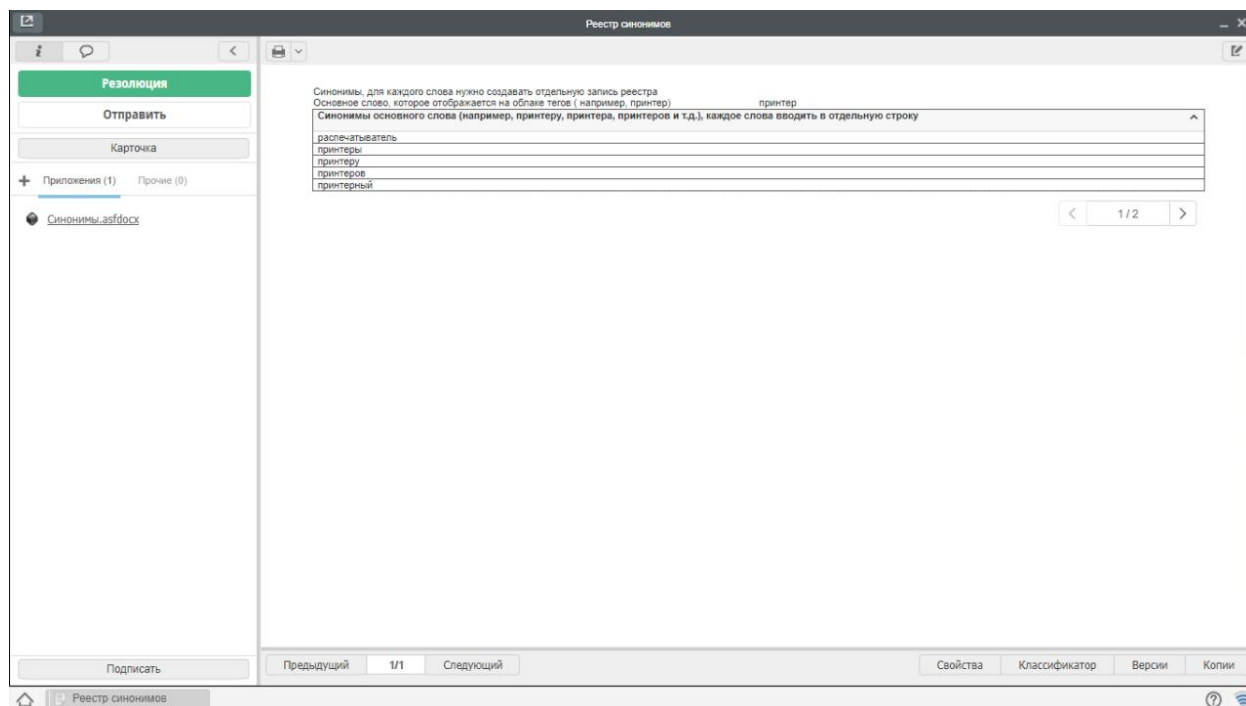 Реестр синонимов
i
Резолюция
Отправить
Карточка
Приложения (1) Прочие (0)
Синонимы.asfdocx
Синонимы, для каждого слова нужно создавать отдельную запись реестра
Основное слово, которое отображается на облаке тегов ( например, принтер) принтер
Синонимы основного слова (например, принтеру, принтера, принтеров и т.д.), каждое слова вводить в отдельную строку
распечатыватель
принтеры
принтеру
принтеров
принтерный
1 / 2
Подписать
Предыдущий 1/1 Следующий
Свойства Классификатор Версии Копии
Реестр синонимов